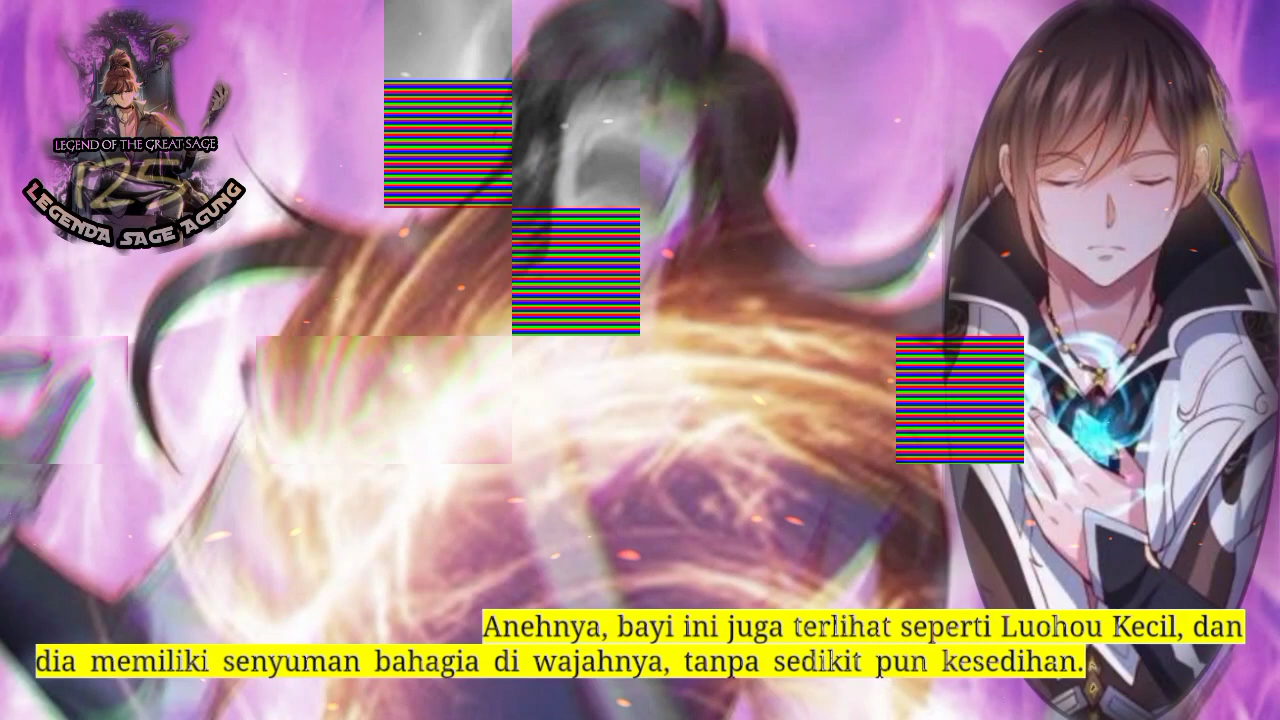 LEGEND OF THE GREAT SAGE
125
LEGENDA SAGE AGUNG
Anehnya, bayi ini juga terlihat seperti Luohou Kecil, dan
dia memiliki senyuman bahagia di wajahnya, tanpa sedikit pun kesedihan.